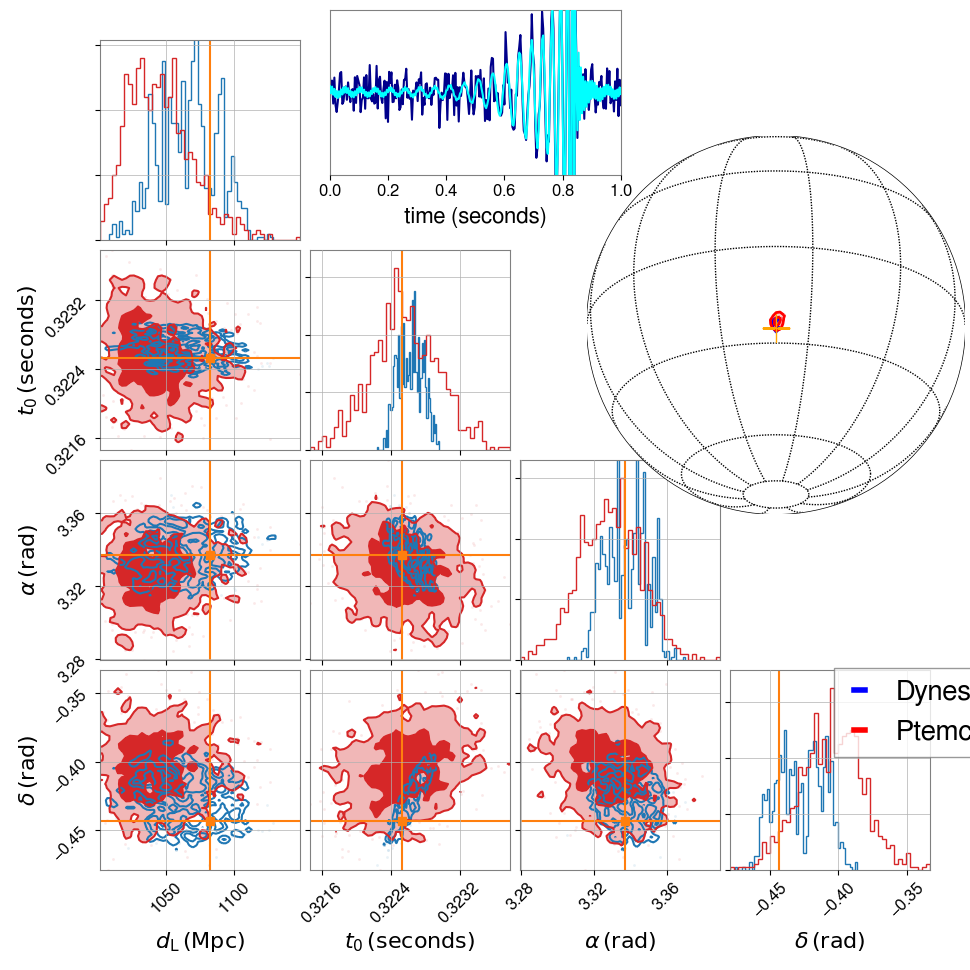 0.0 0.2 0.4 0.6 0.8 1.0
time (seconds)
t₀ (seconds)
0.3232
0.3224
0.3216
α (rad)
3.36
3.32
3.28
δ (rad)
−0.35
−0.40
−0.45
Dynes
Ptemc
1050 1100
0.3216 0.3224 0.3232
3.28 3.32 3.36
−0.45 −0.40 −0.35
d_L (Mpc) t₀ (seconds) α (rad) δ (rad)